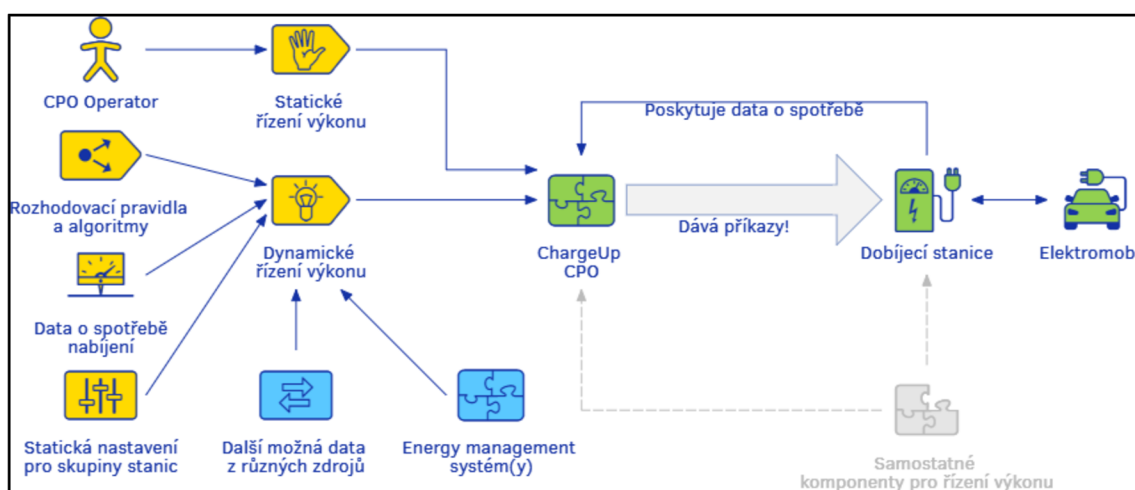 CPO Operator
Statické
řízení výkonu
Poskytuje data o spotřebě
Rozhodovací pravidla
a algoritmy
Dynamické
řízení výkonu
ChargeUp
CPO
Dává příkazy!
Dobíjecí stanice
Elektromob
Data o spotřebě
nabíjení
Statická nastavení
pro skupiny stanic
Další možná data
z různých zdrojů
Energy management
systém(y)
Samostatné
komponenty pro řízení výkonu